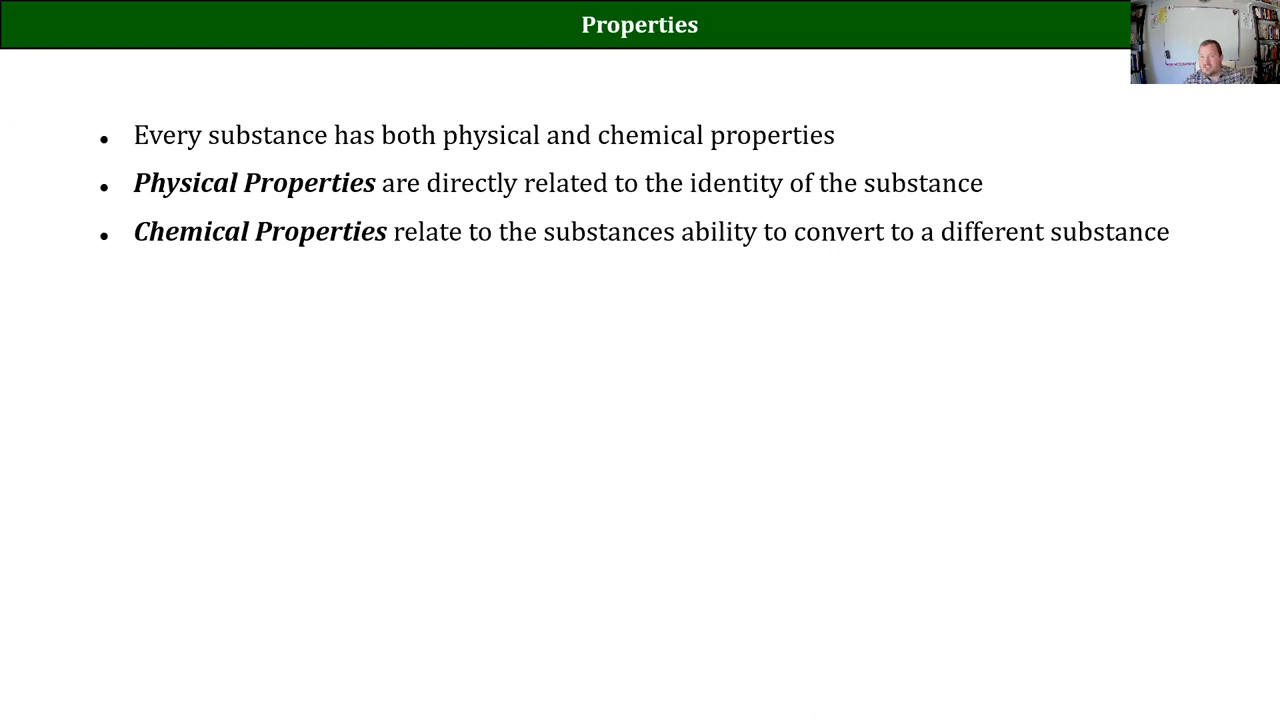 Properties
Every substance has both physical and chemical properties
Physical Properties are directly related to the identity of the substance
Chemical Properties relate to the substances ability to convert to a different substance